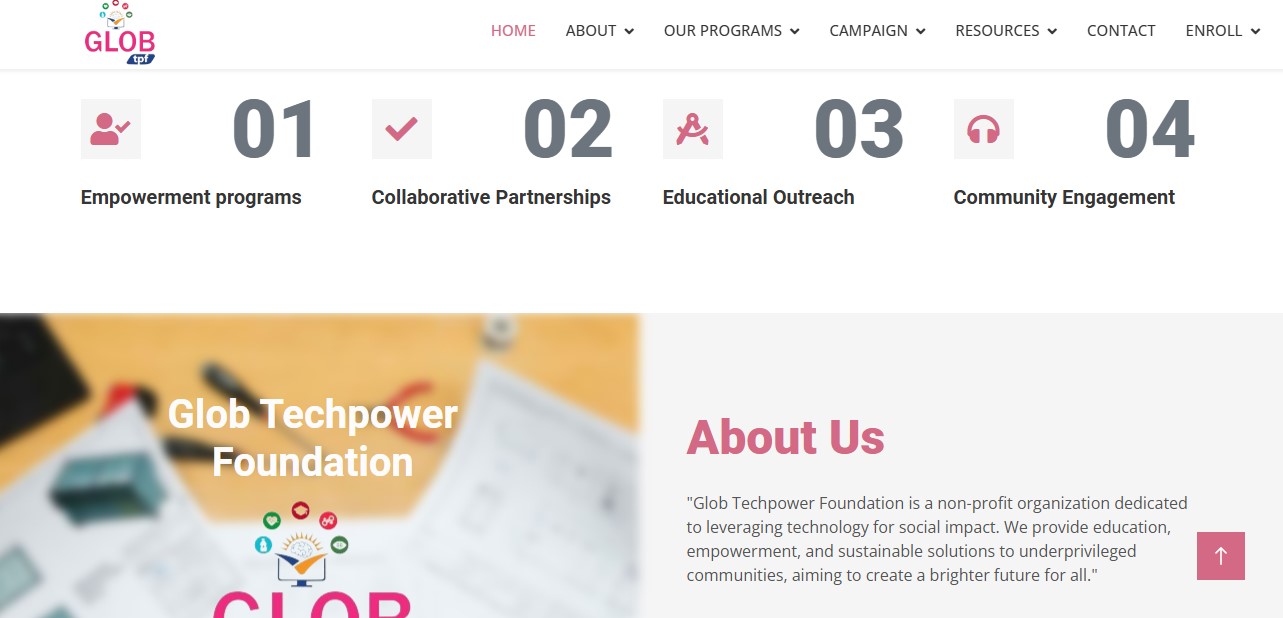 GLOB
tpf
HOME ABOUT OUR PROGRAMS CAMPAIGN RESOURCES CONTACT ENROLL
01 02 03 04
Empowerment programs Collaborative Partnerships Educational Outreach Community Engagement
Glob Techpower
Foundation
GLOB
About Us
"Glob Techpower Foundation is a non-profit organization dedicated
to leveraging technology for social impact. We provide education,
empowerment, and sustainable solutions to underprivileged
communities, aiming to create a brighter future for all."